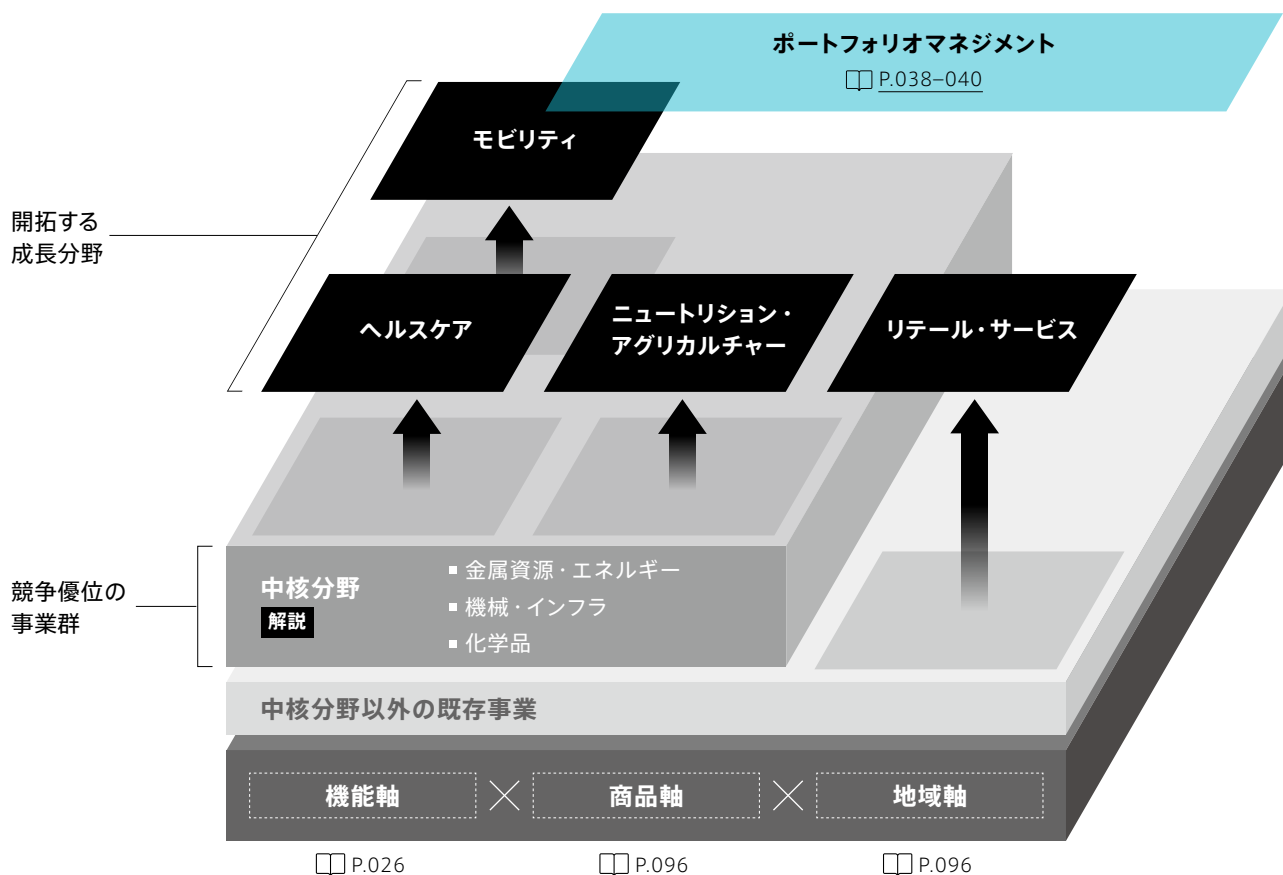 ポートフォリオマネジメント
P.038–040
モビリティ
開拓する
成長分野
ヘルスケア
ニュートリション・
アグリカルチャー
リテール・サービス
競争優位の
事業群
中核分野
解説
▪ 金属資源・エネルギー
▪ 機械・インフラ
▪ 化学品
中核分野以外の既存事業
機能軸 × 商品軸 × 地域軸
P.026 P.096 P.096